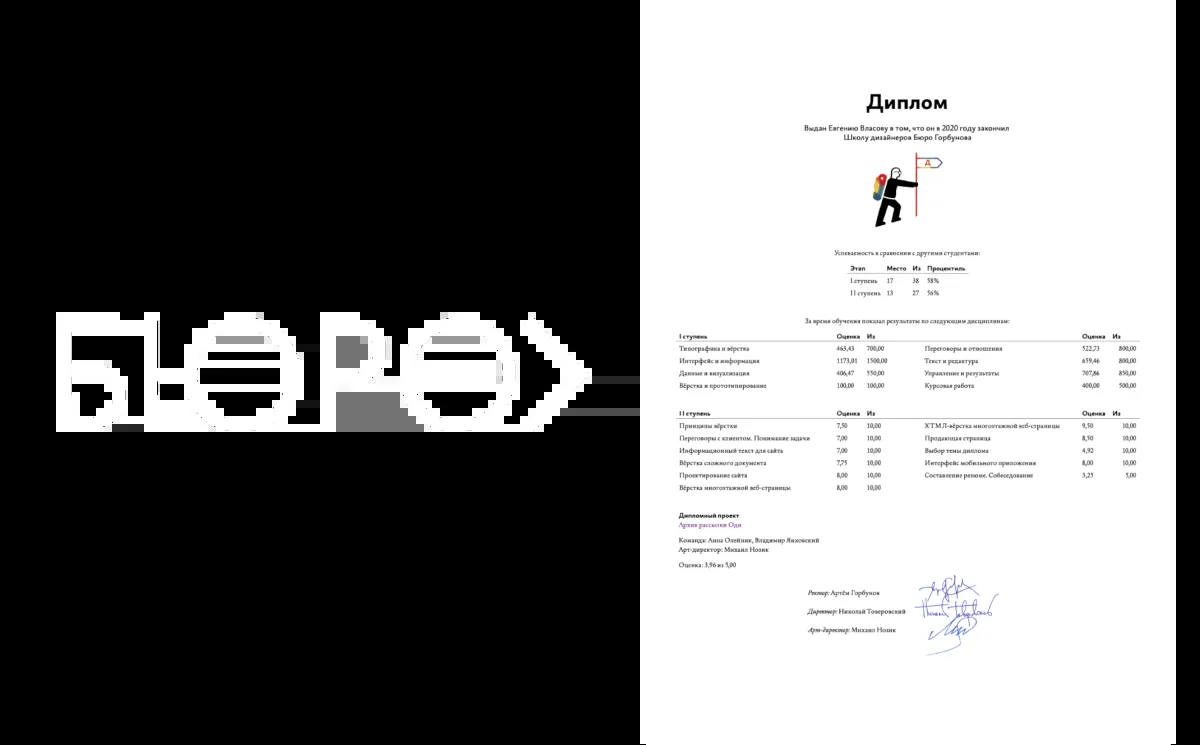 БЮРО
Диплом
Выдан Евгению Власову в том, что он в 2020 году закончил
Школу дизайнеров Бюро Горбунова
Д
Успеваемость в сравнении с другими студентами:
Этап Место Из Процентиль
I ступень 17 38 58%
II ступень 13 27 56%
За время обучения показал результаты по следующим дисциплинам:
I ступень Оценка Из Оценка Из
Типографика и вёрстка 463,43 700,00 Переговоры и отношения 522,73 800,00
Интерфейс и информация 1173,01 1500,00 Текст и редактура 659,46 800,00
Данные и визуализация 406,47 550,00 Управление и результаты 707,86 850,00
Вёрстка и прототипирование 100,00 100,00 Курсовая работа 400,00 500,00
II ступень Оценка Из Оценка Из
Принципы вёрстки 7,50 10,00 ХТМЛ-вёрстка многоэтажной веб-страницы 9,50 10,00
Переговоры с клиентом. Понимание задачи 7,00 10,00 Продающая страница 8,50 10,00
Информационный текст для сайта 7,00 10,00 Выбор темы диплома 4,92 10,00
Вёрстка сложного документа 7,75 10,00 Интерфейс мобильного приложения 8,00 10,00
Проектирование сайта 8,00 10,00 Составление резюме. Собеседование 3,25 5,00
Вёрстка многоэтажной веб-страницы 8,00 10,00
Дипломный проект
Архив рассылки Оди
Команда: Анна Олейник, Владимир Яиховский
Арт-директор: Михаил Нозик
Оценка: 3,96 из 5,00
Ректор: Артём Горбунов
Директор: Николай Товеровский
Арт-директор: Михаил Нозик